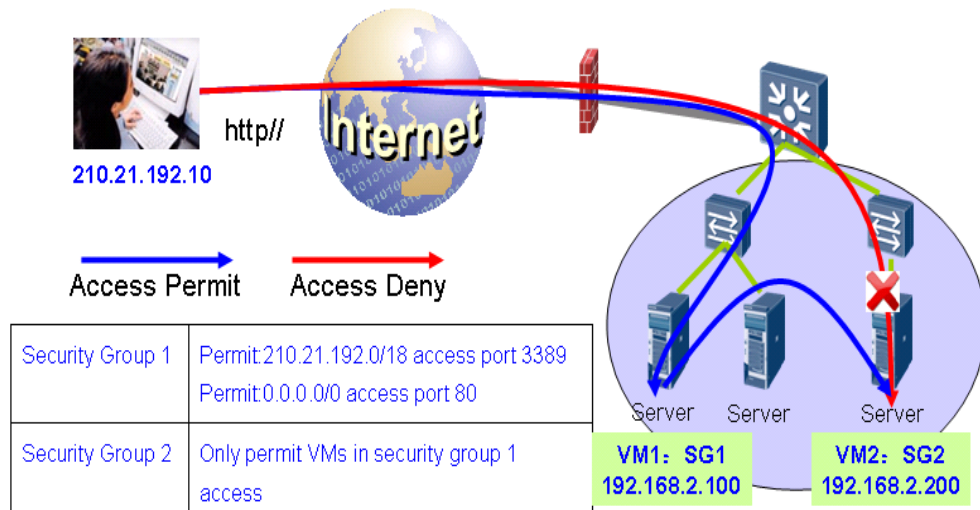 http//
Internet
210.21.192.10
Access Permit
Access Deny
Security Group 1
Permit:210.21.192.0/18 access port 3389
Permit:0.0.0.0/0 access port 80
Security Group 2
Only permit VMs in security group 1
access
Server
Server
Server
VM1: SG1
192.168.2.100
VM2: SG2
192.168.2.200